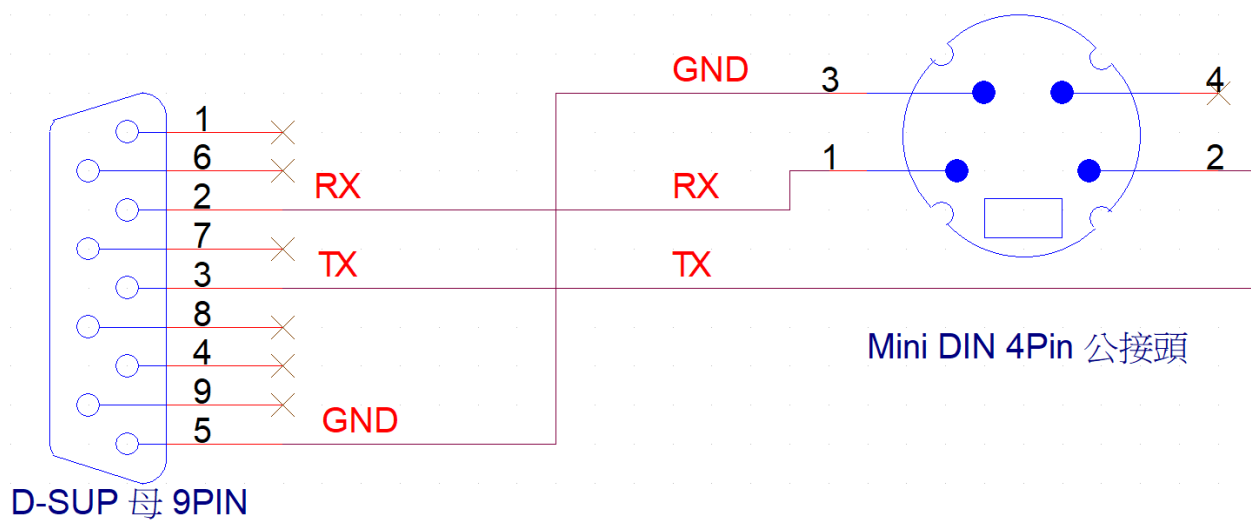 GND 3 4
1
6 1 2
RX RX
2
7
TX TX
3
8
Mini DIN 4Pin 公接頭
4
9
GND
5
D-SUP 母 9PIN